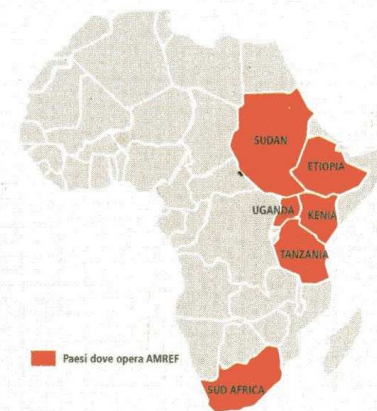 SUDAN
ETIOPIA
UGANDA
KENIA
TANZANIA
Paesi dove opera AMREF
SUD AFRICA